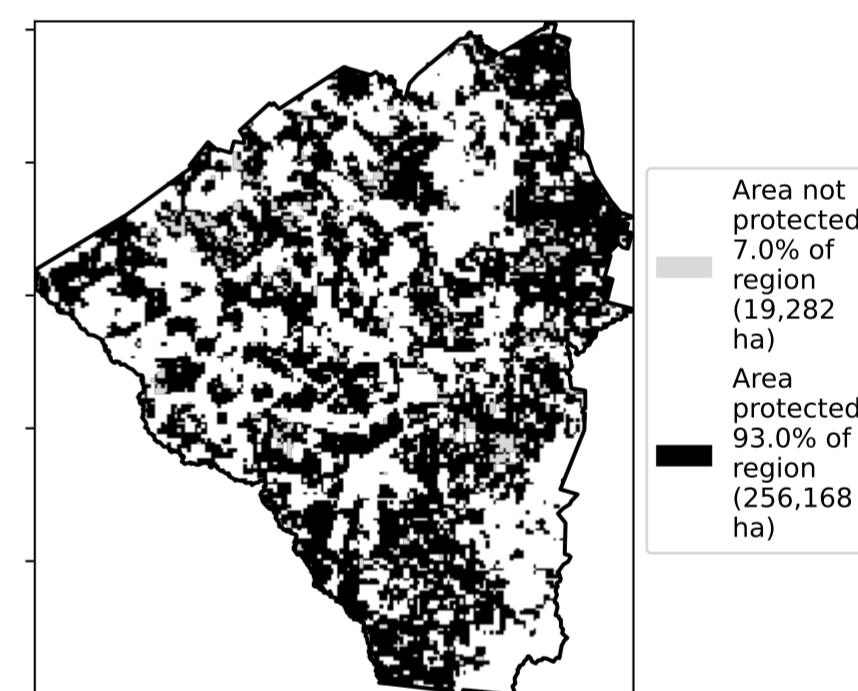 Area not
protected
7.0% of
region
(19,282
ha)
Area
protected
93.0% of
region
(256,168
ha)